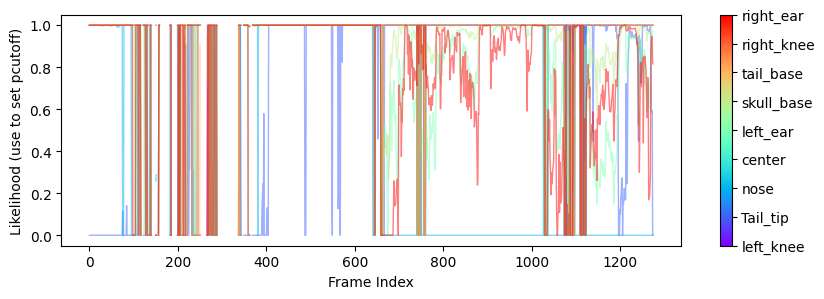 1.0
0.8
0.6
0.4
0.2
0.0
Likelihood (use to set pcutoff)
0
200
400
600
800
1000
1200
Frame Index
right_ear
right_knee
tail_base
skull_base
left_ear
center
nose
Tail_tip
left_knee